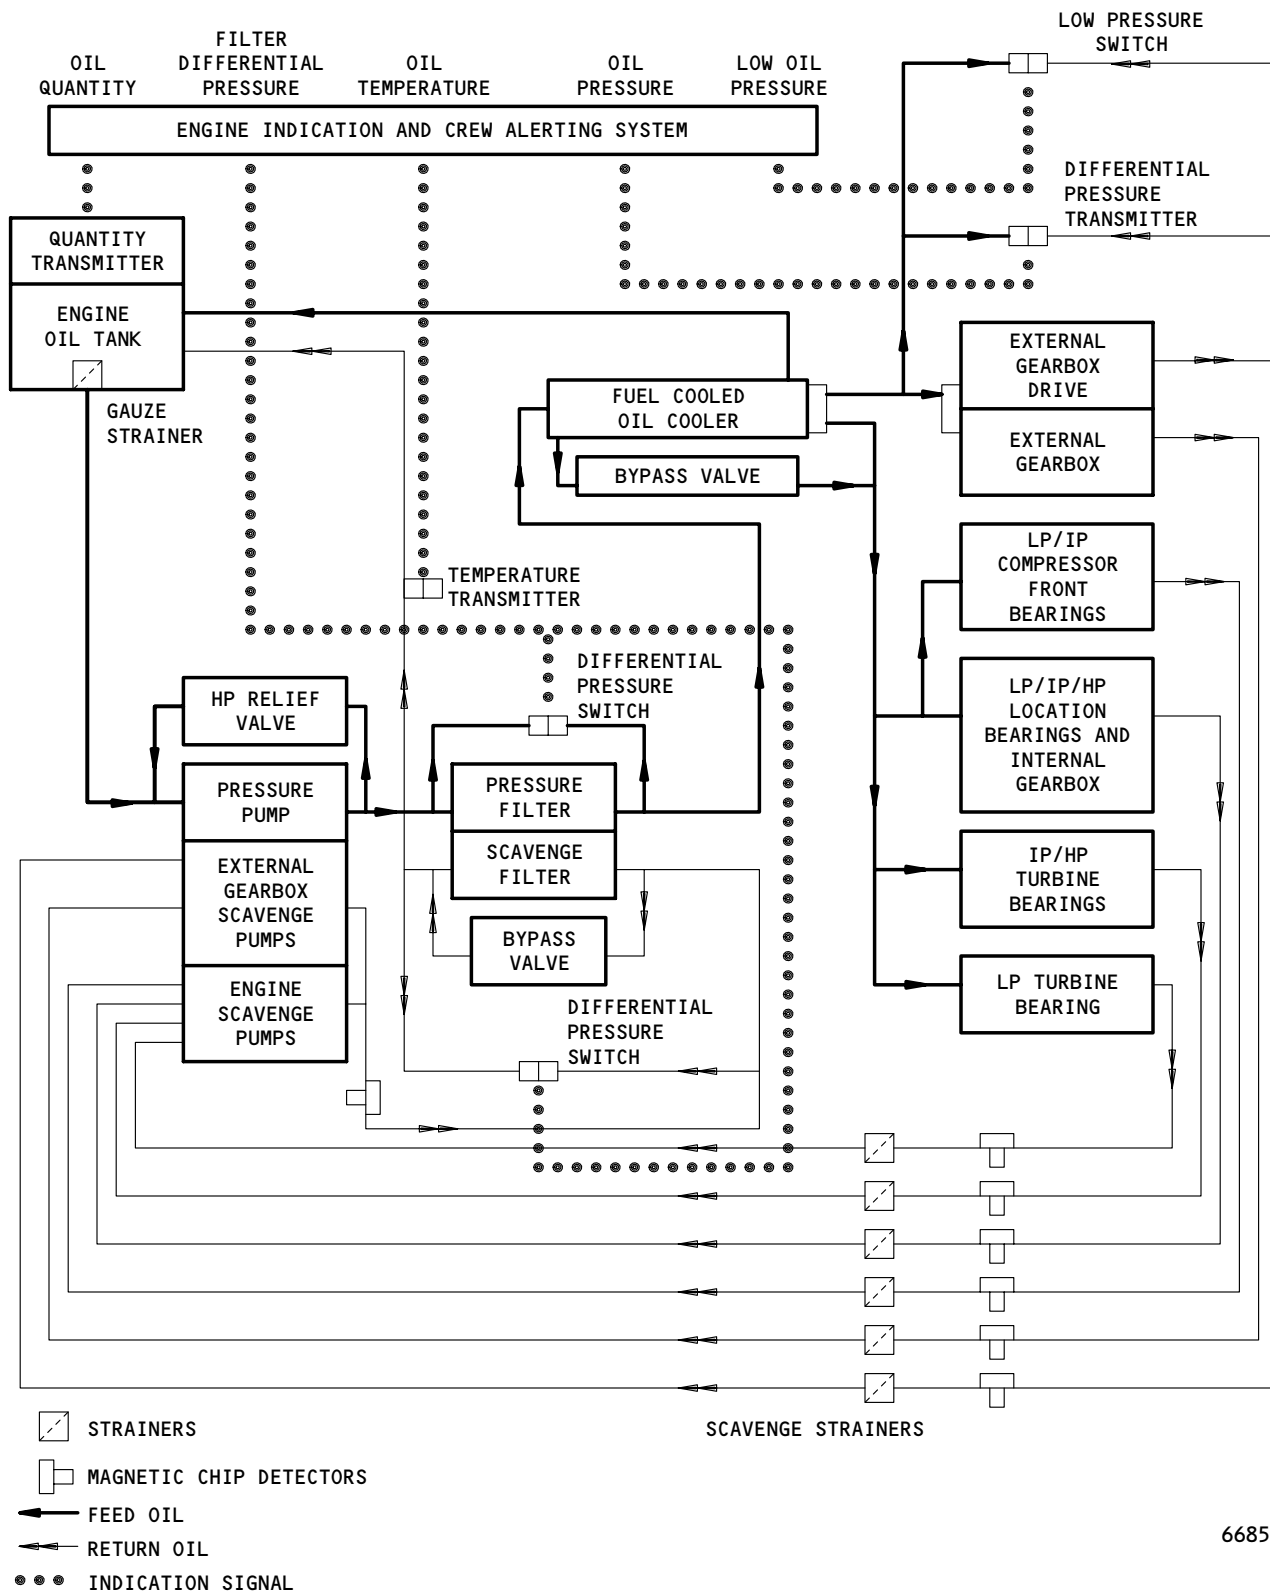 LOW PRESSURE
SWITCH
OIL
QUANTITY
FILTER
DIFFERENTIAL
PRESSURE
OIL
TEMPERATURE
OIL
PRESSURE
LOW OIL
PRESSURE
ENGINE INDICATION AND CREW ALERTING SYSTEM
DIFFERENTIAL
PRESSURE
TRANSMITTER
QUANTITY
TRANSMITTER
ENGINE
OIL TANK
GAUZE
STRAINER
FUEL COOLED
OIL COOLER
BYPASS VALVE
EXTERNAL
GEARBOX
DRIVE
EXTERNAL
GEARBOX
LP/IP
COMPRESSOR
FRONT
BEARINGS
TEMPERATURE
TRANSMITTER
DIFFERENTIAL
PRESSURE
SWITCH
HP RELIEF
VALVE
LP/IP/HP
LOCATION
BEARINGS AND
INTERNAL
GEARBOX
PRESSURE
PUMP
PRESSURE
FILTER
SCAVENGE
FILTER
EXTERNAL
GEARBOX
SCAVENGE
PUMPS
IP/HP
TURBINE
BEARINGS
BYPASS
VALVE
ENGINE
SCAVENGE
PUMPS
LP TURBINE
BEARING
DIFFERENTIAL
PRESSURE
SWITCH
STRAINERS
SCAVENGE STRAINERS
MAGNETIC CHIP DETECTORS
FEED OIL
RETURN OIL
INDICATION SIGNAL
6685